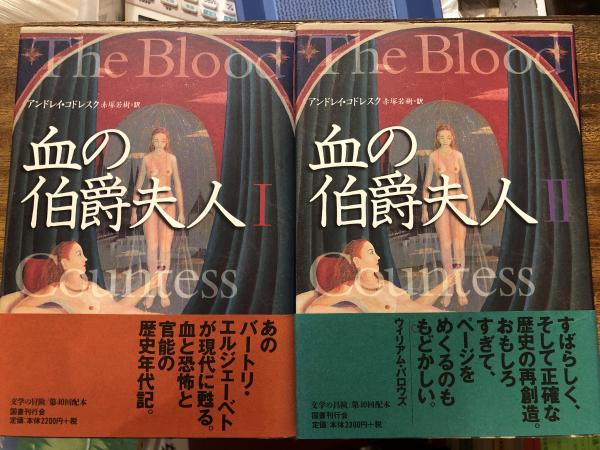 The Blood
アンドレイ・コドレスク 赤塚若樹・訳
血の
伯爵夫人 I
Countess
あの
バートリ・
エルジェーベト
が現代に甦る。
血と恐怖と
官能の
歴史年代記。
文学の冒険/第40回配本
国書刊行会
定価:本体2200円+税
The Blood
アンドレイ・コドレスク 赤塚若樹・訳
血の
伯爵夫人 II
Countess
すばらしく、
そして正確な
歴史の再創造。
おもしろ
すぎて、
ページを
めくるのも
もどかしい。
ウィリアム・バロウズ
文学の冒険/第40回配本
国書刊行会
定価:本体2200円+税